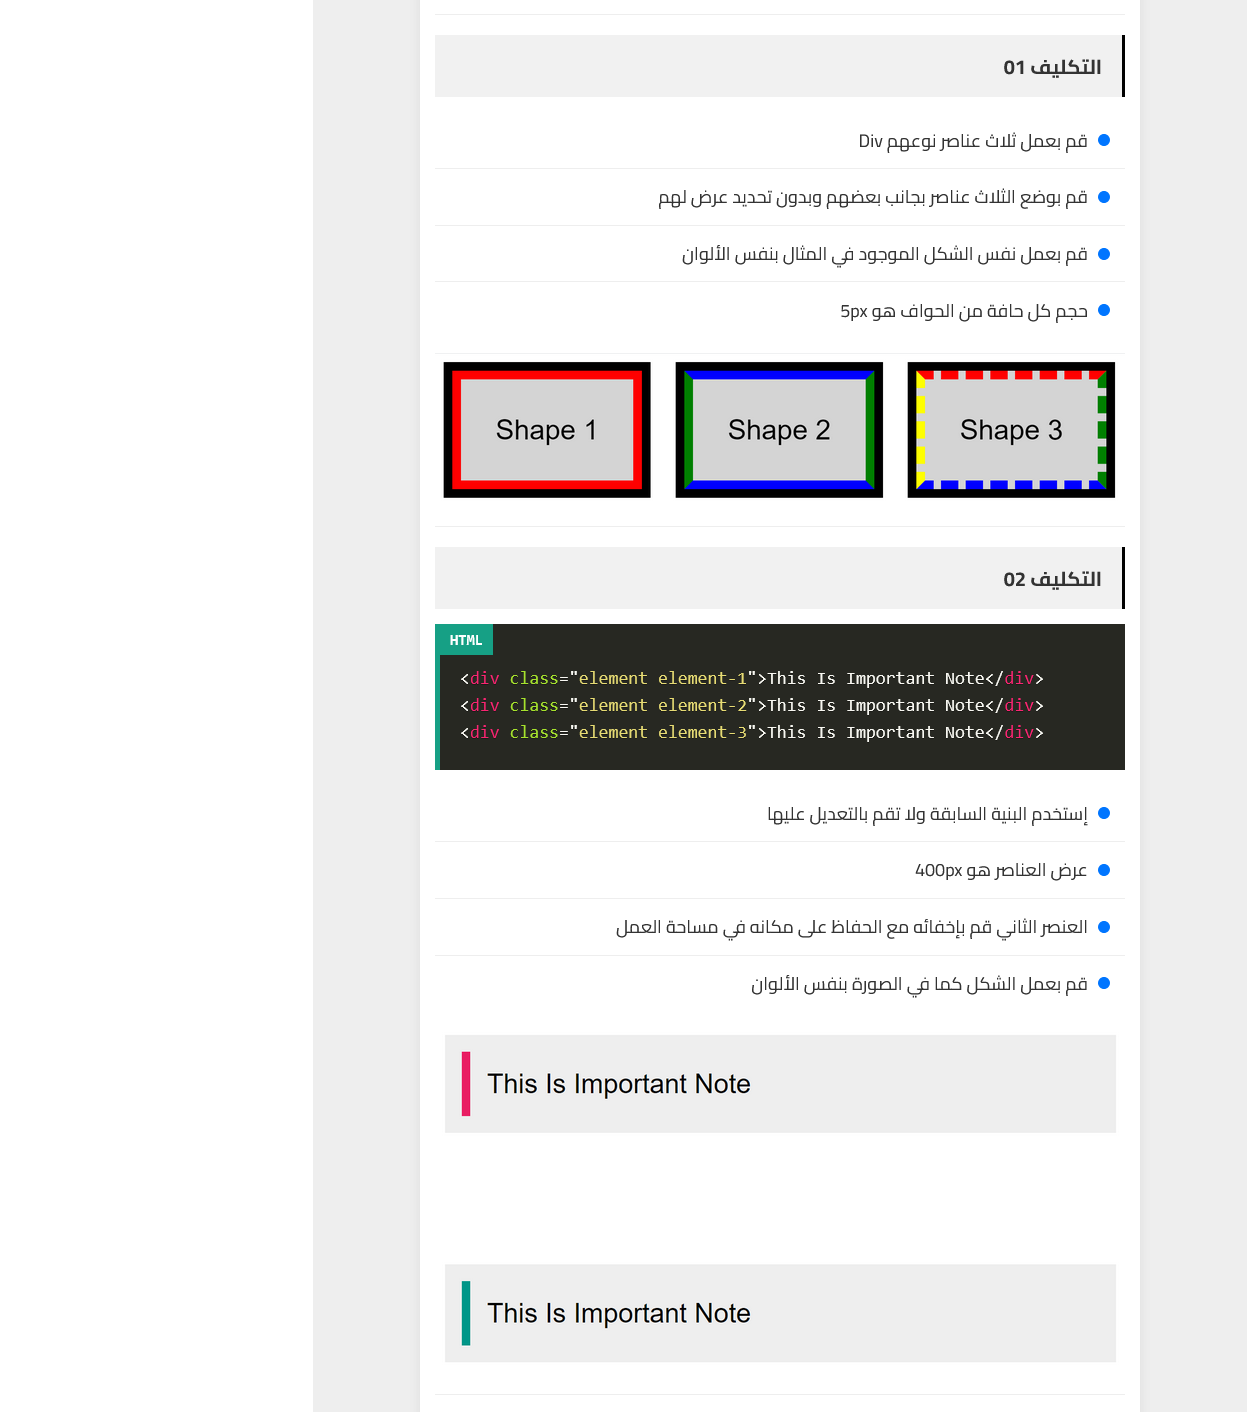 التكليف 01
قم بعمل ثلاث عناصر نوعهم Div
قم بوضع الثلاث عناصر بجانب بعضهم وبدون تحديد عرض لهم
قم بعمل نفس الشكل الموجود في المثال بنفس الألوان
حجم كل حافة من الحواف هو 5px
Shape 1 Shape 2 Shape 3
التكليف 02
HTML
<div class="element element-1">This Is Important Note</div>
<div class="element element-2">This Is Important Note</div>
<div class="element element-3">This Is Important Note</div>
إستخدم البنية السابقة ولا تقم بالتعديل عليها
عرض العناصر هو 400px
العنصر الثاني قم بإخفائه مع الحفاظ على مكانه في مساحة العمل
قم بعمل الشكل كما في الصورة بنفس الألوان
This Is Important Note
This Is Important Note